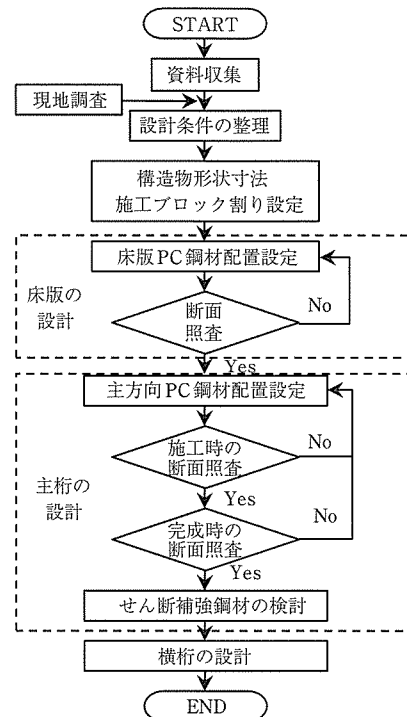 START
資料収集
現地調査
設計条件の整理
構造物形状寸法
施工ブロック割り設定
床版PC鋼材配置設定
床版の
設計
断面
照査
No
Yes
主方向PC鋼材配置設定
施工時の
断面照査
No
Yes
主桁の
設計
完成時の
断面照査
No
Yes
せん断補強鋼材の検討
横桁の設計
END